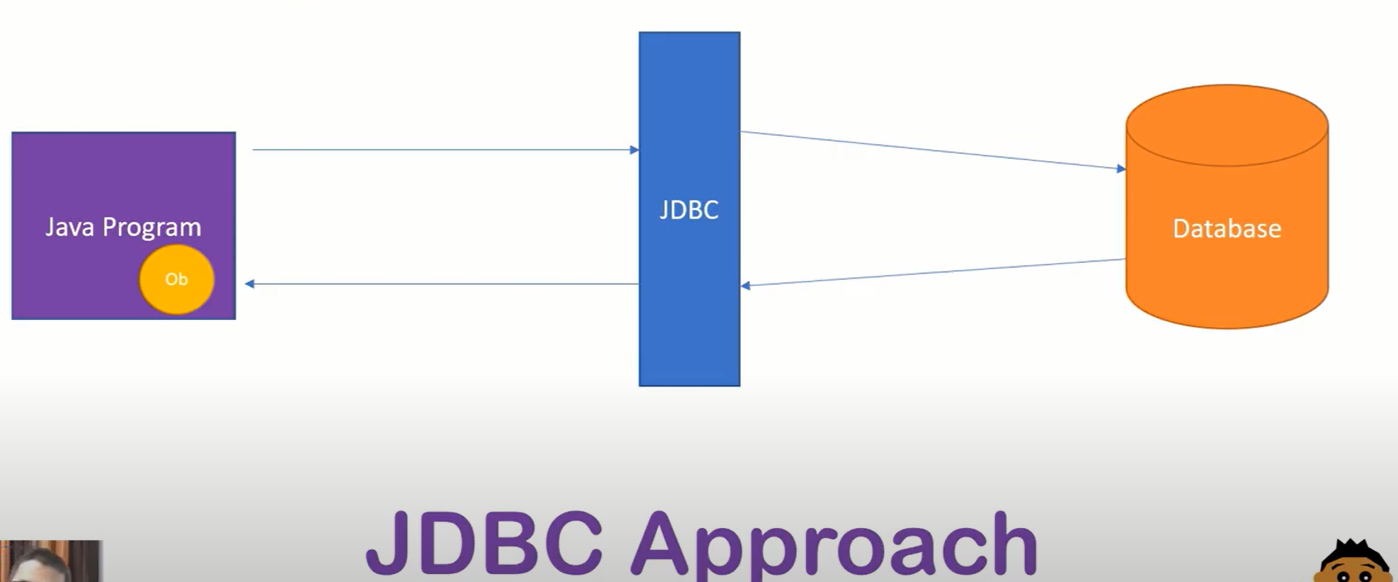 Java Program
Ob
JDBC
Database
JDBC Approach